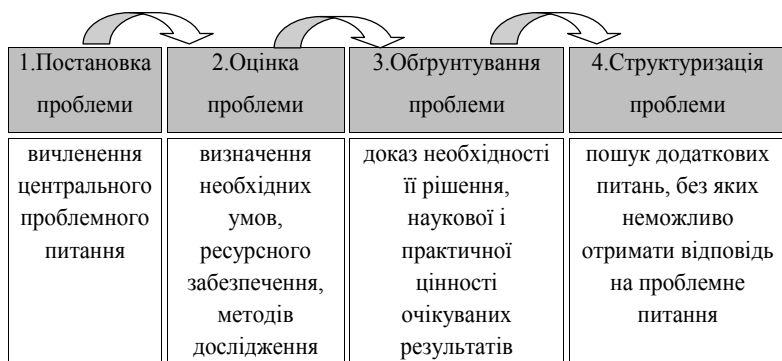 1.Постановка
проблеми
2.Оцінка
проблеми
3.Обґрунтування
проблеми
4.Структуризація
проблеми
вичленення
центрального
проблемного
питання
визначення
необхідних
умов,
ресурсного
забезпечення,
методів
дослідження
доказ необхідності
її рішення,
наукової і
практичної
цінності
очікуваних
результатів
пошук додаткових
питань, без яких
неможливо
отримати відповідь
на проблемне
питання